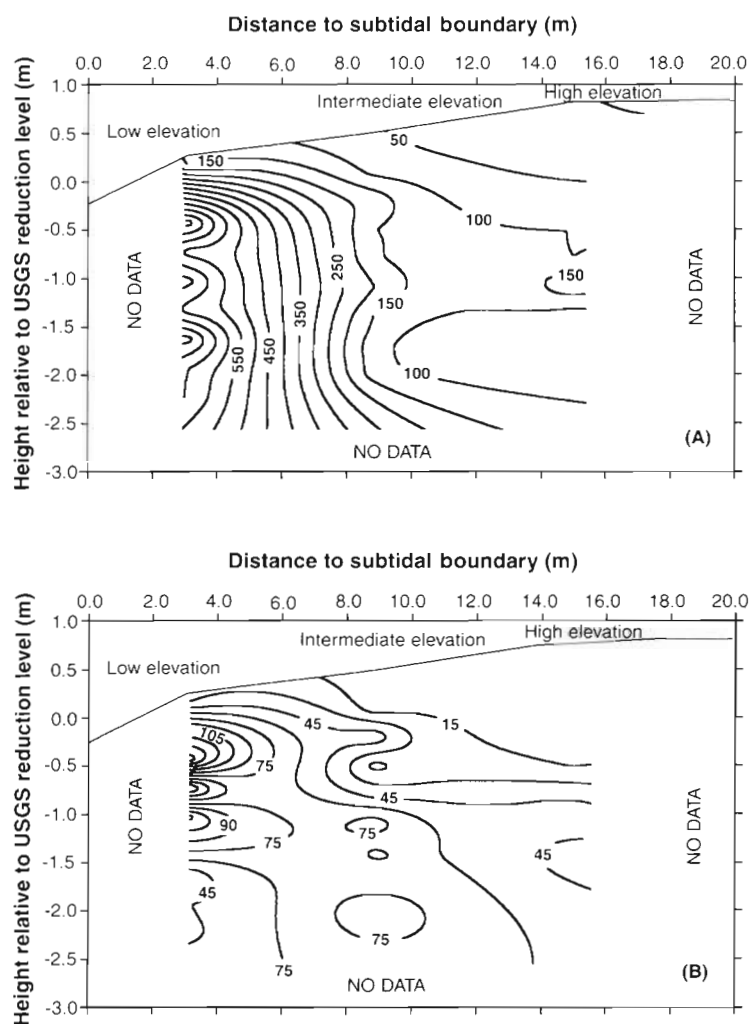 Distance to subtidal boundary (m)
0.0 2.0 4.0 6.0 8.0 10.0 12.0 14.0 16.0 18.0 20.0
Height relative to USGS reduction level (m)
1.0
0.5
0.0
-0.5
-1.0
-1.5
-2.0
-2.5
-3.0
Low elevation
Intermediate elevation
High elevation
150
50
100
250
150
150
350
550
450
100
NO DATA
NO DATA
NO DATA
(A)
Distance to subtidal boundary (m)
0.0 2.0 4.0 6.0 8.0 10.0 12.0 14.0 16.0 18.0 20.0
Height relative to USGS reduction level (m)
1.0
0.5
0.0
-0.5
-1.0
-1.5
-2.0
-2.5
-3.0
Low elevation
Intermediate elevation
High elevation
45
15
105
75
45
90
75
75
45
45
75
75
NO DATA
NO DATA
NO DATA
(B)